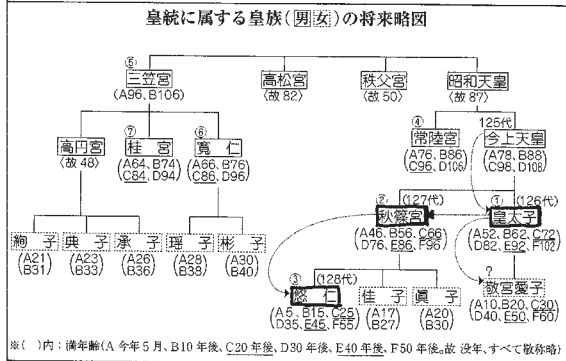 皇統に属する皇族(男女)の将来略図
⑤
三笠宮
(A96、B106)
高松宮
〈故82〉
秩父宮
〈故50〉
昭和天皇
〈故87〉
高円宮
〈故48〉
⑦
桂宮
(A64、B74
C84、D94)
⑥
寛仁
(A66、B76
C86、D96)
④
常陸宮
(A76、B86
C96、D106)
125代
今上天皇
(A78、B88
C98、D108)
絢子
(A21
B31)
典子
(A23
B33)
承子
(A26
B36)
瑶子
(A28
B38)
彬子
(A30
B40)
② (127代)
秋篠宮
(A46、B56、C66
D76、E86、F96)
① (126代)
皇太子
(A52、B62、C72
D82、E92、F102)
③ (128代)
悠仁
(A5、B15、C25
D35、E45、F55)
佳子
(A17
B27)
眞子
(A20
B30)
?
敬宮愛子
(A10、B20、C30
D40、E50、F60)
※( )内:満年齢(A今年5月、B10年後、C20年後、D30年後、E40年後、F50年後。故 没年、すべて敬称略)